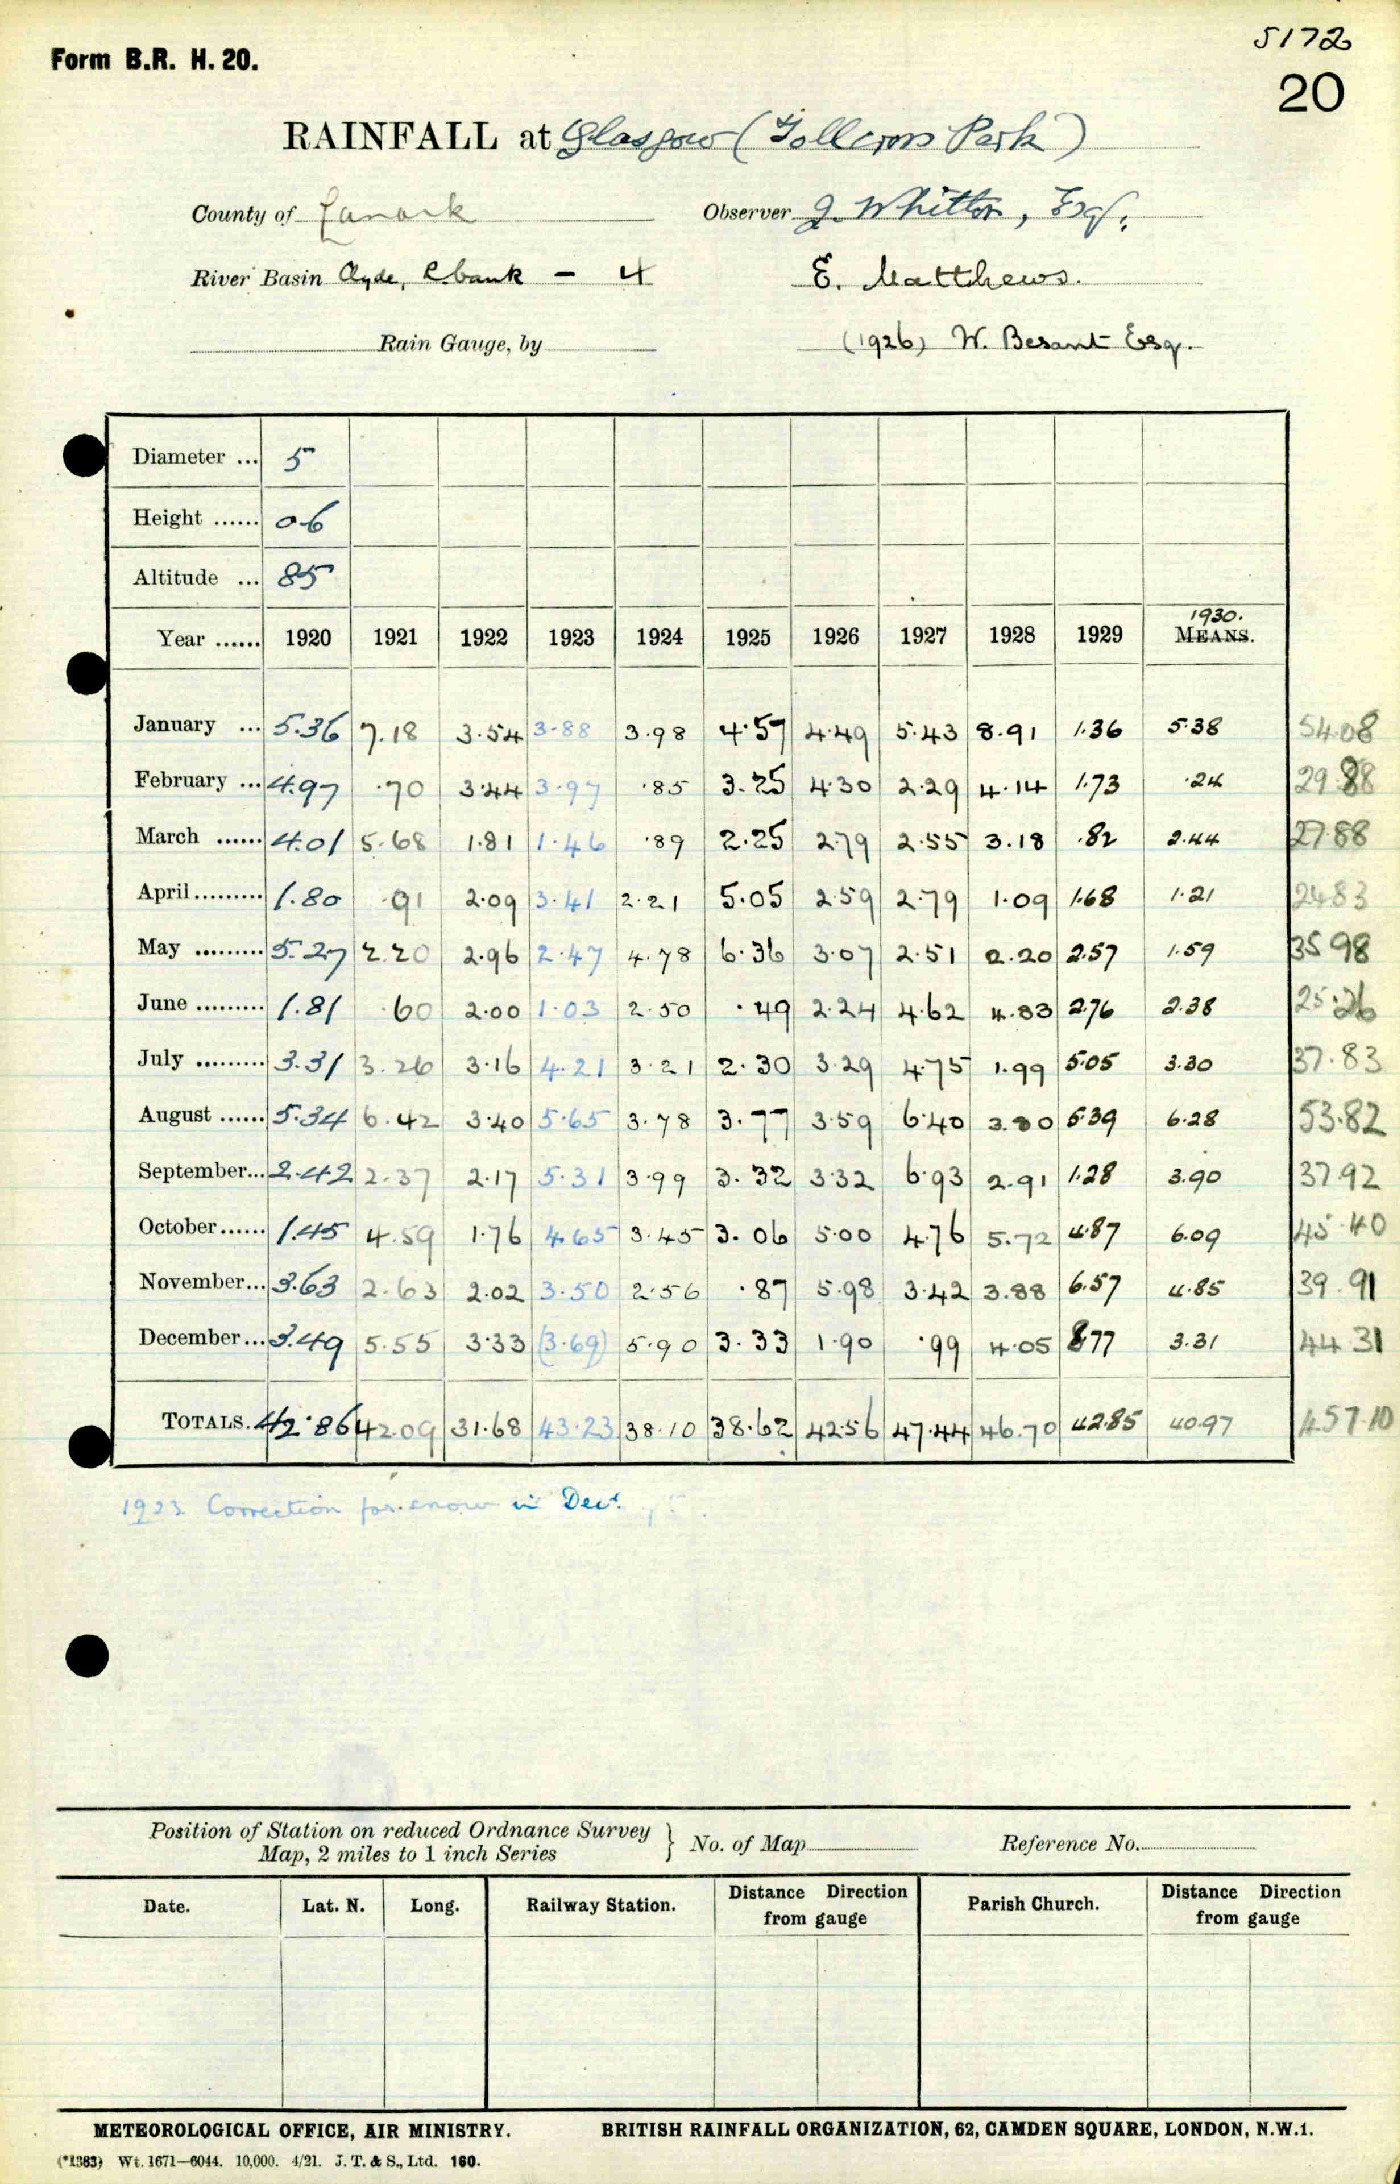 5172
Form B.R. H. 20.
20
RAINFALL at Glasgow (Tollcross Park)
County of Lanark Observer J. Whitton, Esq.
River Basin Clyde, R bank - 4 E. Matthews.
Rain Gauge, by (1926) W. Besant Esq.
Diameter ... 5
Height ...... 0·6
Altitude ... 85
1930.
Year ...... 1920 1921 1922 1923 1924 1925 1926 1927 1928 1929 MEANS.
January ... 5.36 7.18 3.54 3.88 3.98 4.57 4.49 5.43 8.91 1.36 5.38 54.08
February ... 4.97 .70 3.44 3.97 .85 3.25 4.30 2.29 4.14 1.73 .24 29.88
March ...... 4.01 5.68 1.81 1.46 .89 2.25 2.79 2.55 3.18 .82 2.44 27.88
April......... 1.80 .91 2.09 3.41 2.21 5.05 2.59 2.79 1.09 1.68 1.21 24.83
May ......... 5.27 2.20 2.96 2.47 4.78 6.36 3.07 2.51 2.20 2.57 1.59 35.98
June ......... 1.81 .60 2.00 1.03 2.50 .49 2.24 4.62 4.83 2.76 2.38 25.26
July ......... 3.31 3.26 3.16 4.21 3.21 2.30 3.29 4.75 1.99 5.05 3.30 37.83
August ...... 5.34 6.42 3.40 5.65 3.78 3.77 3.59 6.40 3.80 5.39 6.28 53.82
September... 2.42 2.37 2.17 5.31 3.99 3.32 3.32 6.93 2.91 1.28 3.90 37.92
October...... 1.45 4.59 1.76 4.65 3.45 3.06 5.00 4.76 5.72 4.87 6.09 45.40
November... 3.63 2.63 2.02 3.50 2.56 .87 5.98 3.42 3.88 6.57 4.85 39.91
December... 3.49 5.55 3.33 (3.69) 5.90 3.33 1.90 .99 4.05 8.77 3.31 44.31
TOTALS. 42.86 42.09 31.68 43.23 38.10 38.62 42.56 47.44 46.70 42.85 40.97 457.10
1923 Correction for snow in Decr.
Position of Station on reduced Ordnance Survey
Map, 2 miles to 1 inch Series } No. of Map Reference No.
Date. Lat. N. Long. Railway Station. Distance Direction from gauge Parish Church. Distance Direction from gauge
METEOROLOGICAL OFFICE, AIR MINISTRY. BRITISH RAINFALL ORGANIZATION, 62, CAMDEN SQUARE, LONDON, N.W.1.
(*1383) Wt. 1671—6044. 10,000. 4/21. J. T. & S., Ltd. 160.